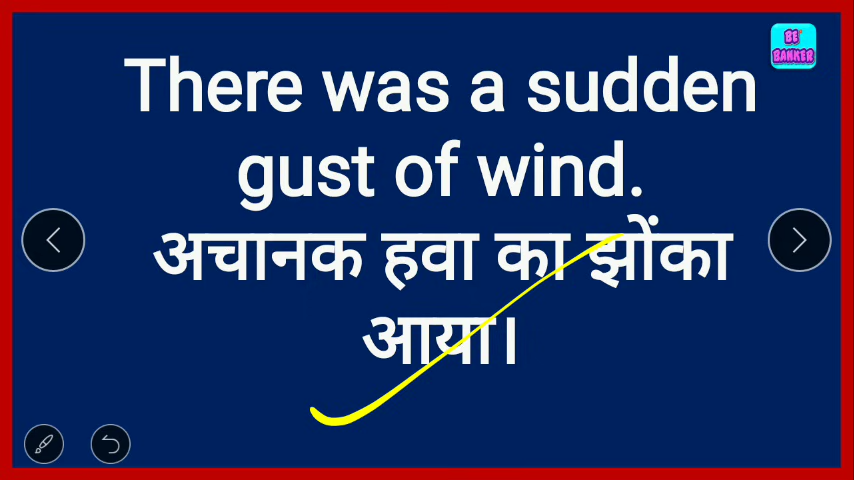 BE
BANKER
There was a sudden
gust of wind.
अचानक हवा का झोंका
आया।